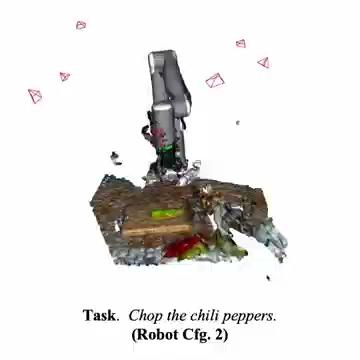 Task. Chop the chili peppers.
(Robot Cfg. 2)